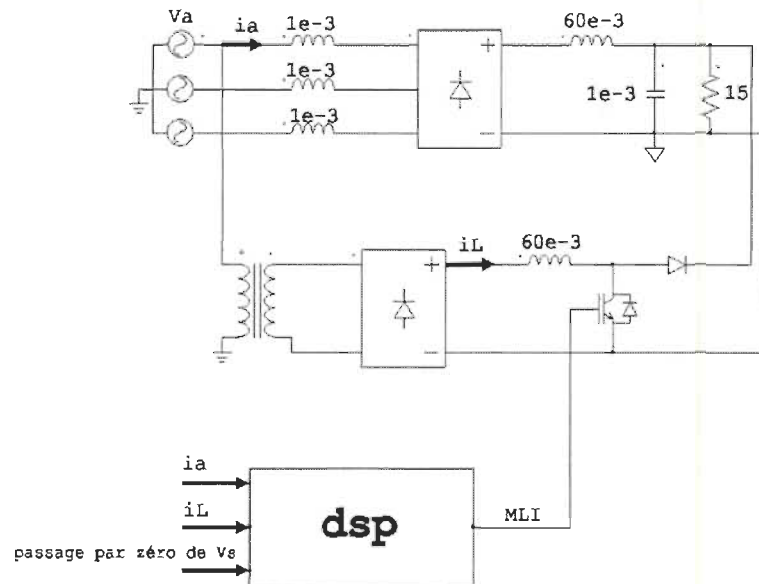 Va
ia
1e-3
60e-3
1e-3
1e-3
15
1e-3
+
−
iL
60e-3
+
−
ia
iL
passage par zéro de Va
dsp
MLI